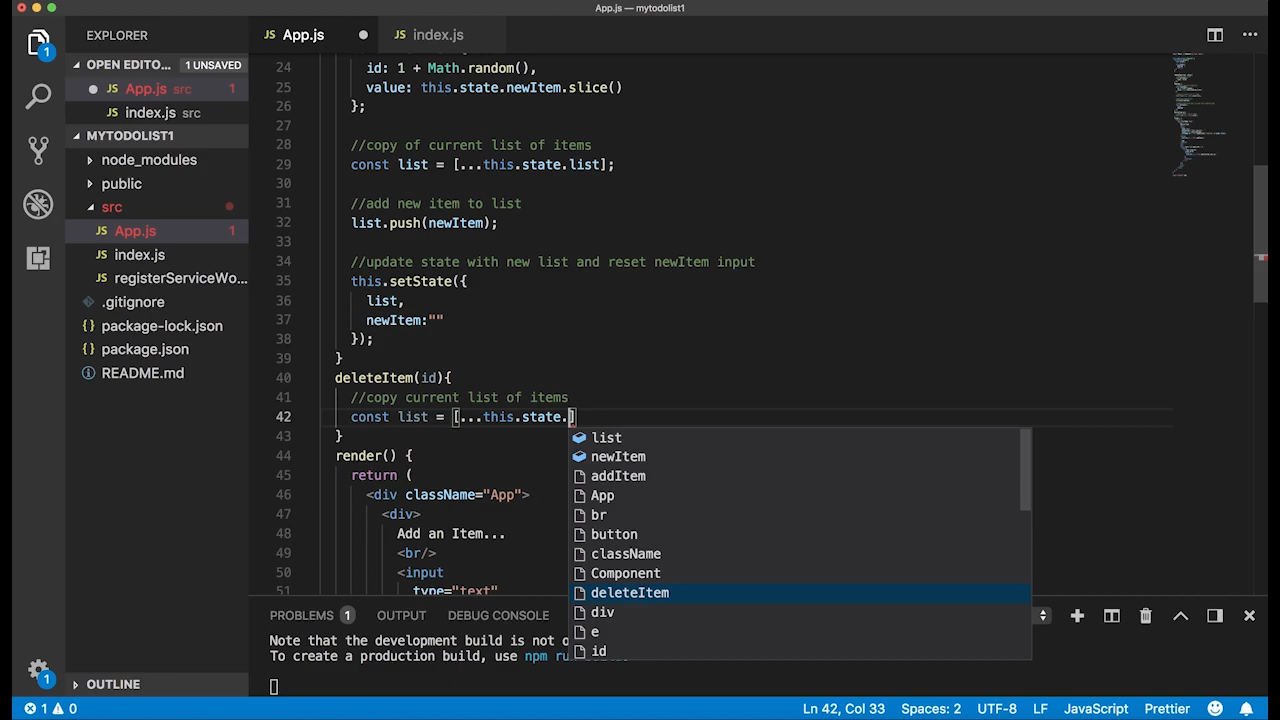 App.js — mytodolist1
EXPLORER
JS App.js
JS index.js
OPEN EDITO... 1 UNSAVED
JS App.js src 1
JS index.js src
MYTODOLIST1
node_modules
public
src
JS App.js 1
JS index.js
JS registerServiceWo...
.gitignore
{} package-lock.json
{} package.json
README.md
OUTLINE
1
1
24 id: 1 + Math.random(),
25 value: this.state.newItem.slice()
26 };
27
28 //copy of current list of items
29 const list = [...this.state.list];
30
31 //add new item to list
32 list.push(newItem);
33
34 //update state with new list and reset newItem input
35 this.setState({
36 list,
37 newItem:""
38 });
39 }
40 deleteItem(id){
41 //copy current list of items
42 const list = [...this.state.]
43 }
44 render() {
45 return (
46 <div className="App">
47 <div>
48 Add an Item...
49 <br/>
50 <input
51 type="text"
list
newItem
addItem
App
br
button
className
Component
deleteItem
div
e
id
PROBLEMS 1 OUTPUT DEBUG CONSOLE
Note that the development build is not o
To create a production build, use npm ru
1 0
Ln 42, Col 33 Spaces: 2 UTF-8 LF JavaScript Prettier